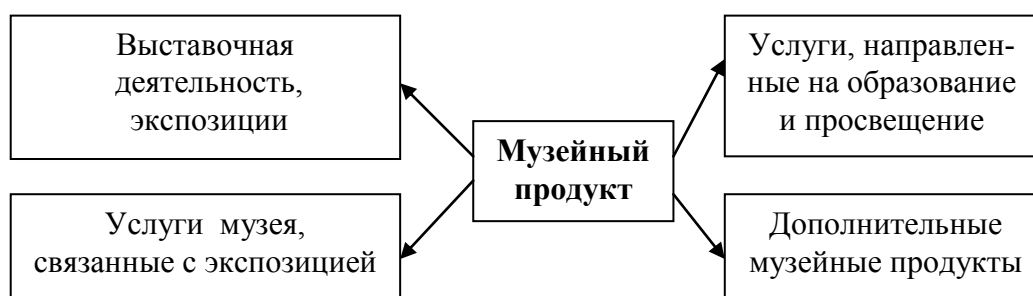 Выставочная
деятельность,
экспозиции
Услуги, направлен-
ные на образование
и просвещение
Музейный
продукт
Услуги музея,
связанные с экспозицией
Дополнительные
музейные продукты